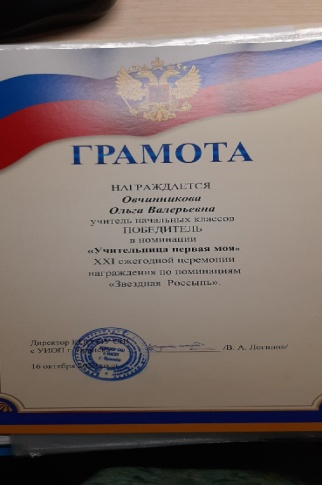 ГРАМОТА
НАГРАЖДАЕТСЯ
Овчинникова
Ольга Валерьевна
учитель начальных классов
ПОБЕДИТЕЛЬ
в номинации
«Учительница первая моя»
XXI ежегодной церемонии
награждения по номинациям
«Звездная Россыпь».
Директор
с УИОП г.
/В. А.
16 октября